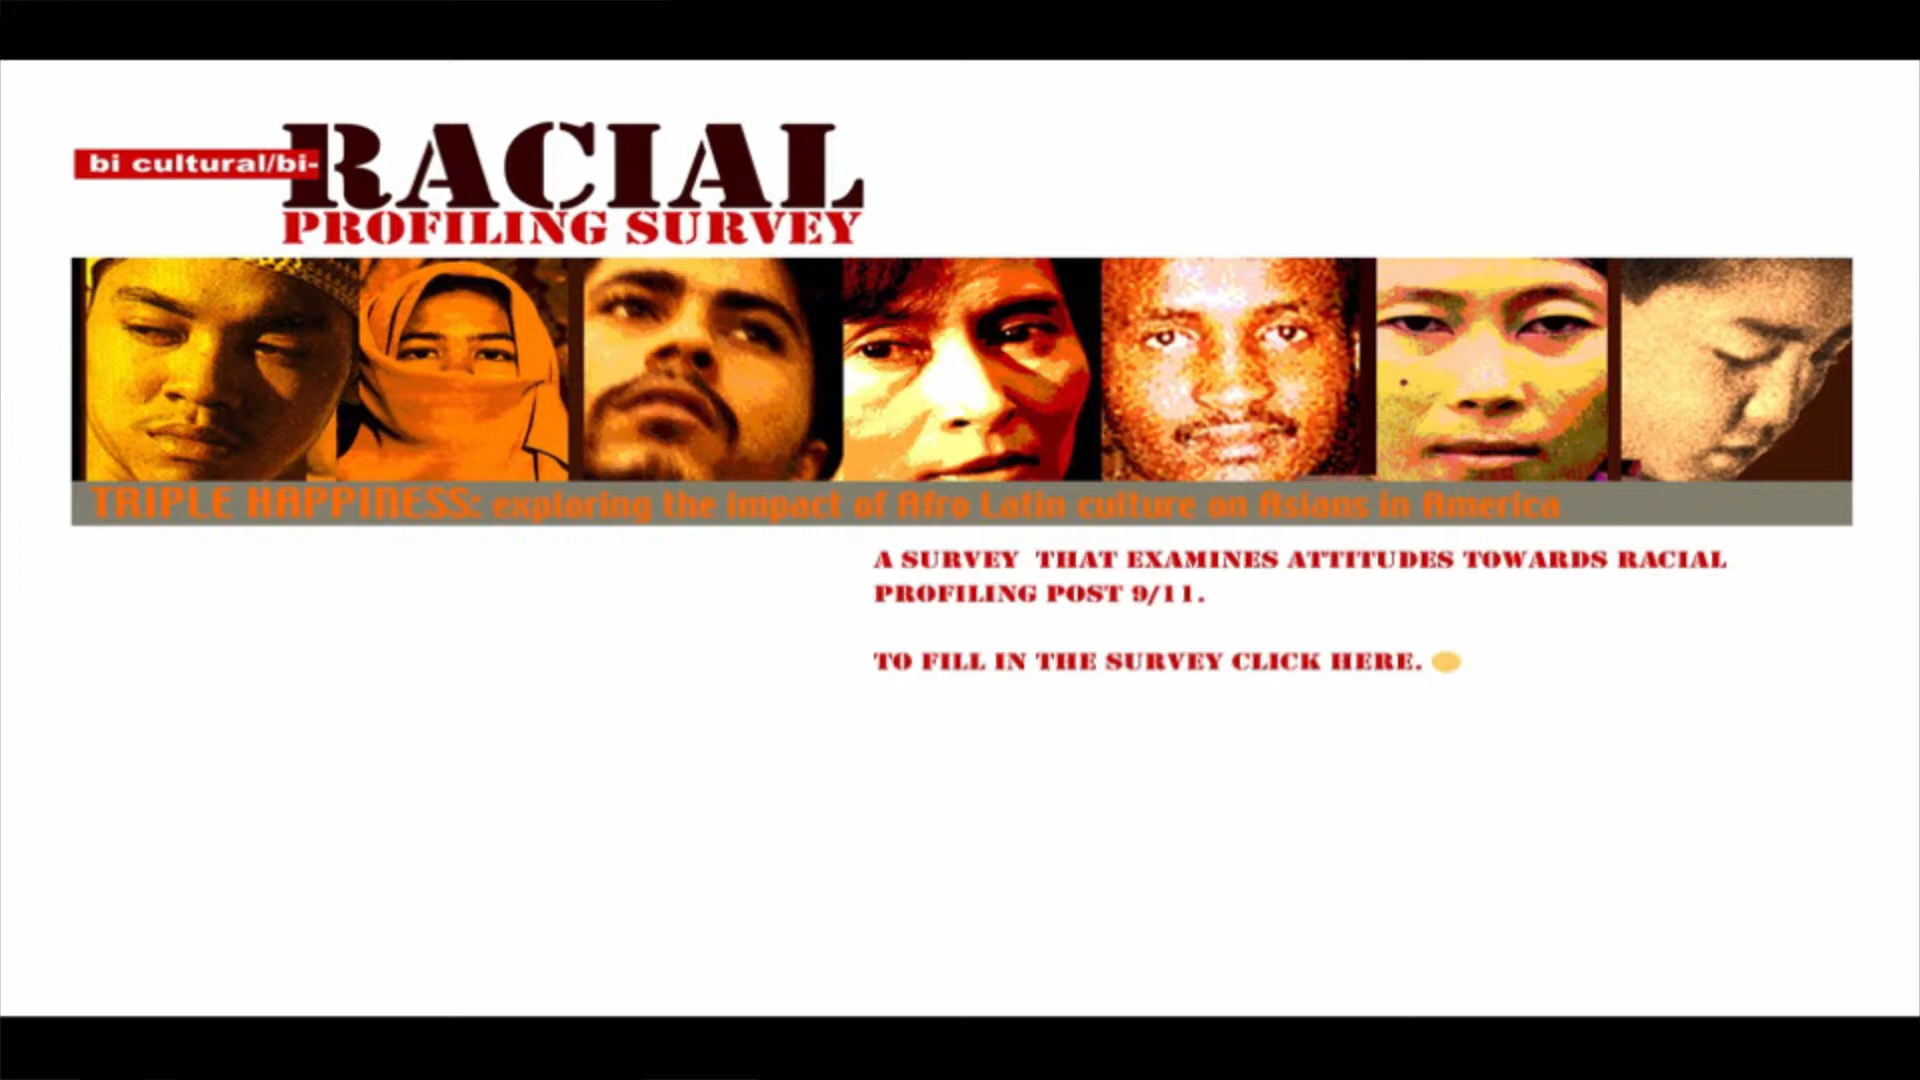 bi cultural/bi-RACIAL
PROFILING SURVEY
TRIPLE HAPPINESS: exploring the impact of Afro Latin culture on Asians in America
A SURVEY THAT EXAMINES ATTITUDES TOWARDS RACIAL
PROFILING POST 9/11.
TO FILL IN THE SURVEY CLICK HERE.